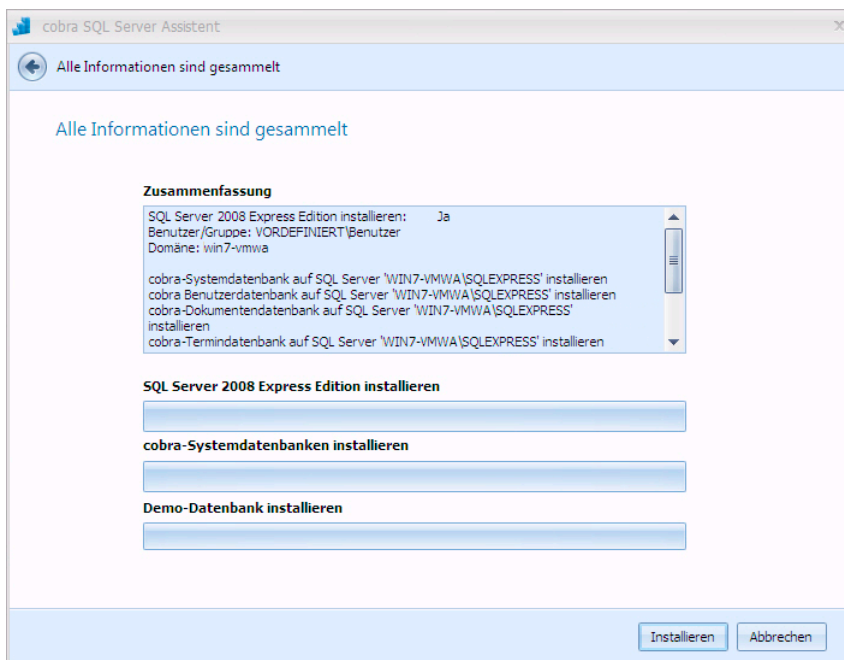 cobra SQL Server Assistent
Alle Informationen sind gesammelt
Alle Informationen sind gesammelt
Zusammenfassung
SQL Server 2008 Express Edition installieren: Ja
Benutzer/Gruppe: VORDEFINIERT\Benutzer
Domäne: win7-vmwa
cobra-Systemdatenbank auf SQL Server 'WIN7-VMWA\SQLEXPRESS' installieren
cobra Benutzerdatenbank auf SQL Server 'WIN7-VMWA\SQLEXPRESS' installieren
cobra-Dokumentendatenbank auf SQL Server 'WIN7-VMWA\SQLEXPRESS'
installieren
cobra-Termindatenbank auf SQL Server 'WIN7-VMWA\SQLEXPRESS' installieren
SQL Server 2008 Express Edition installieren
cobra-Systemdatenbanken installieren
Demo-Datenbank installieren
Installieren
Abbrechen